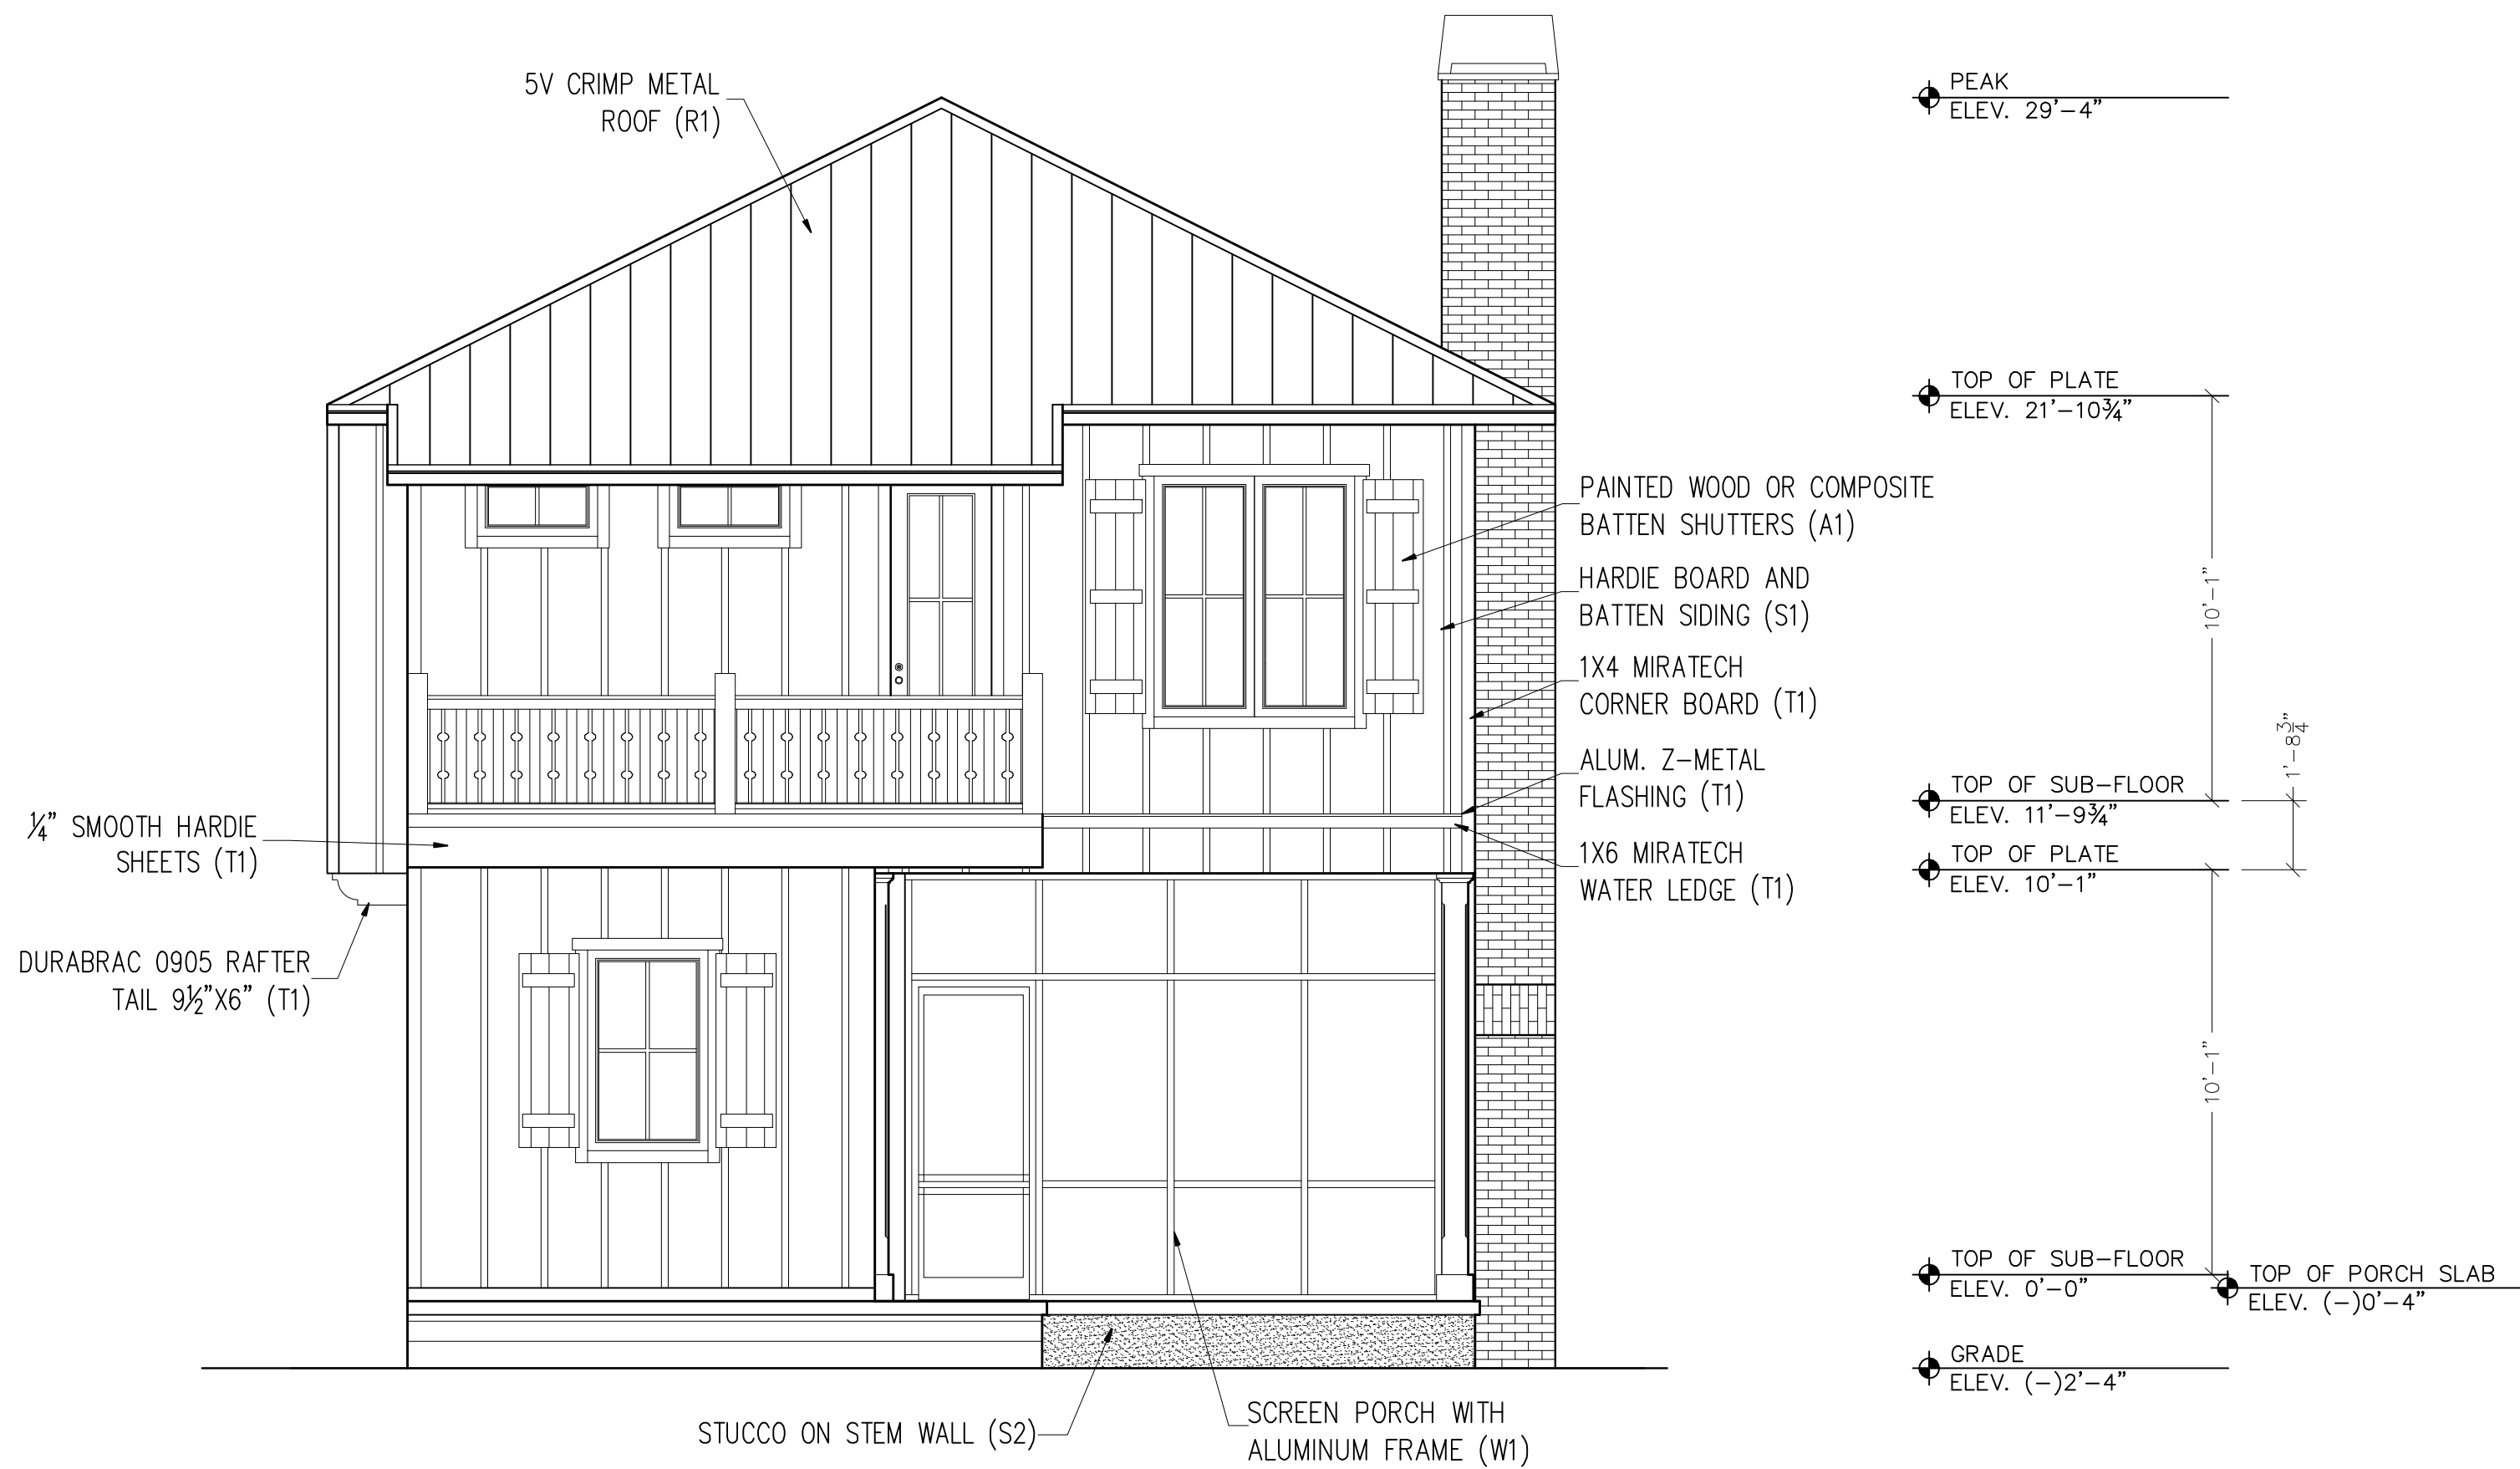 5V CRIMP METAL
ROOF (R1)
PEAK
ELEV. 29'-4"
TOP OF PLATE
ELEV. 21'-10¾"
PAINTED WOOD OR COMPOSITE
BATTEN SHUTTERS (A1)
HARDIE BOARD AND
BATTEN SIDING (S1)
10'-1"
1X4 MIRATECH
CORNER BOARD (T1)
ALUM. Z-METAL
FLASHING (T1)
1'-8¾"
TOP OF SUB-FLOOR
ELEV. 11'-9¾"
¼" SMOOTH HARDIE
SHEETS (T1)
1X6 MIRATECH
WATER LEDGE (T1)
TOP OF PLATE
ELEV. 10'-1"
DURABRAC 0905 RAFTER
TAIL 9½"X6" (T1)
10'-1"
TOP OF SUB-FLOOR
ELEV. 0'-0"
TOP OF PORCH SLAB
ELEV. (-)0'-4"
GRADE
ELEV. (-)2'-4"
STUCCO ON STEM WALL (S2)
SCREEN PORCH WITH
ALUMINUM FRAME (W1)